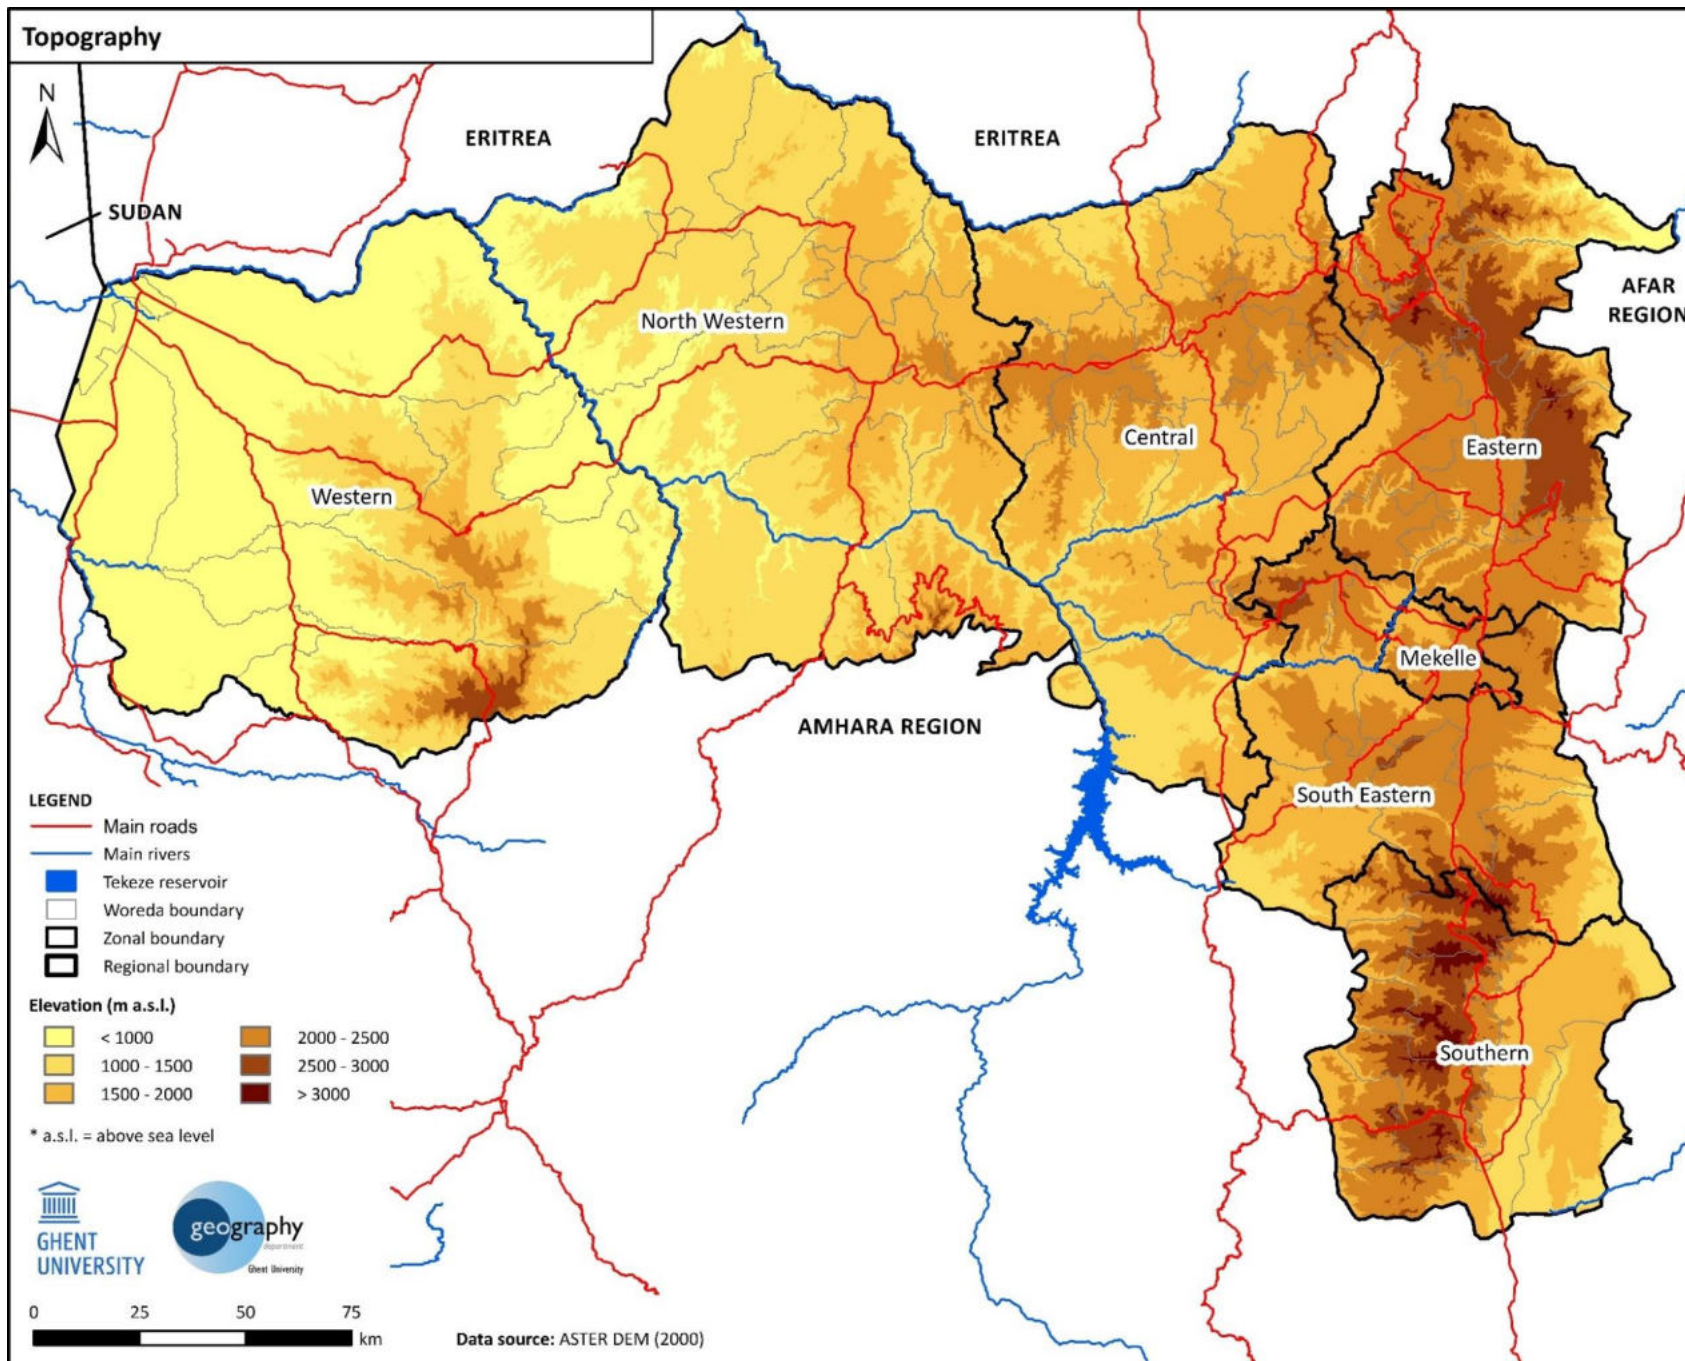 Topography
N
ERITREA
ERITREA
SUDAN
AFAR
REGION
North Western
Central
Eastern
Western
Mekelle
AMHARA REGION
South Eastern
Southern
LEGEND
Main roads
Main rivers
Tekeze reservoir
Woreda boundary
Zonal boundary
Regional boundary
Elevation (m a.s.l.)
< 1000
2000 - 2500
1000 - 1500
2500 - 3000
1500 - 2000
> 3000
* a.s.l. = above sea level
GHENT
UNIVERSITY
geography
department
Ghent University
0 25 50 75
km
Data source: ASTER DEM (2000)